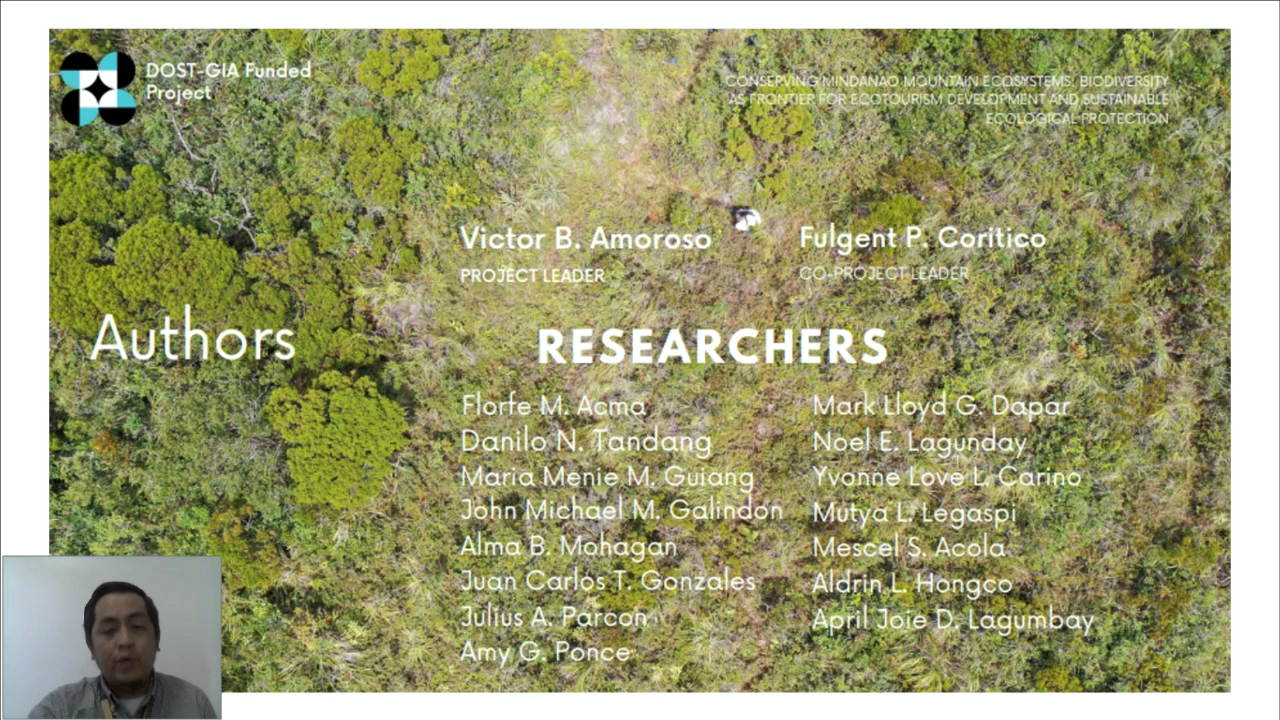 DOST-GIA Funded
Project
CONSERVING MINDANAO MOUNTAIN ECOSYSTEMS: BIODIVERSITY
AS FRONTIER FOR ECOTOURISM DEVELOPMENT AND SUSTAINABLE
ECOLOGICAL PROTECTION
Victor B. Amoroso
PROJECT LEADER
Fulgent P. Coritico
CO-PROJECT LEADER
Authors
RESEARCHERS
Florfe M. Acma
Danilo N. Tandang
Maria Menie M. Guiang
John Michael M. Galindon
Alma B. Mohagan
Juan Carlos T. Gonzales
Julius A. Parcon
Amy G. Ponce
Mark Lloyd G. Dapar
Noel E. Lagunday
Yvonne Love L. Carino
Mutya L. Legaspi
Mescel S. Acola
Aldrin L. Hongco
April Joie D. Lagumbay